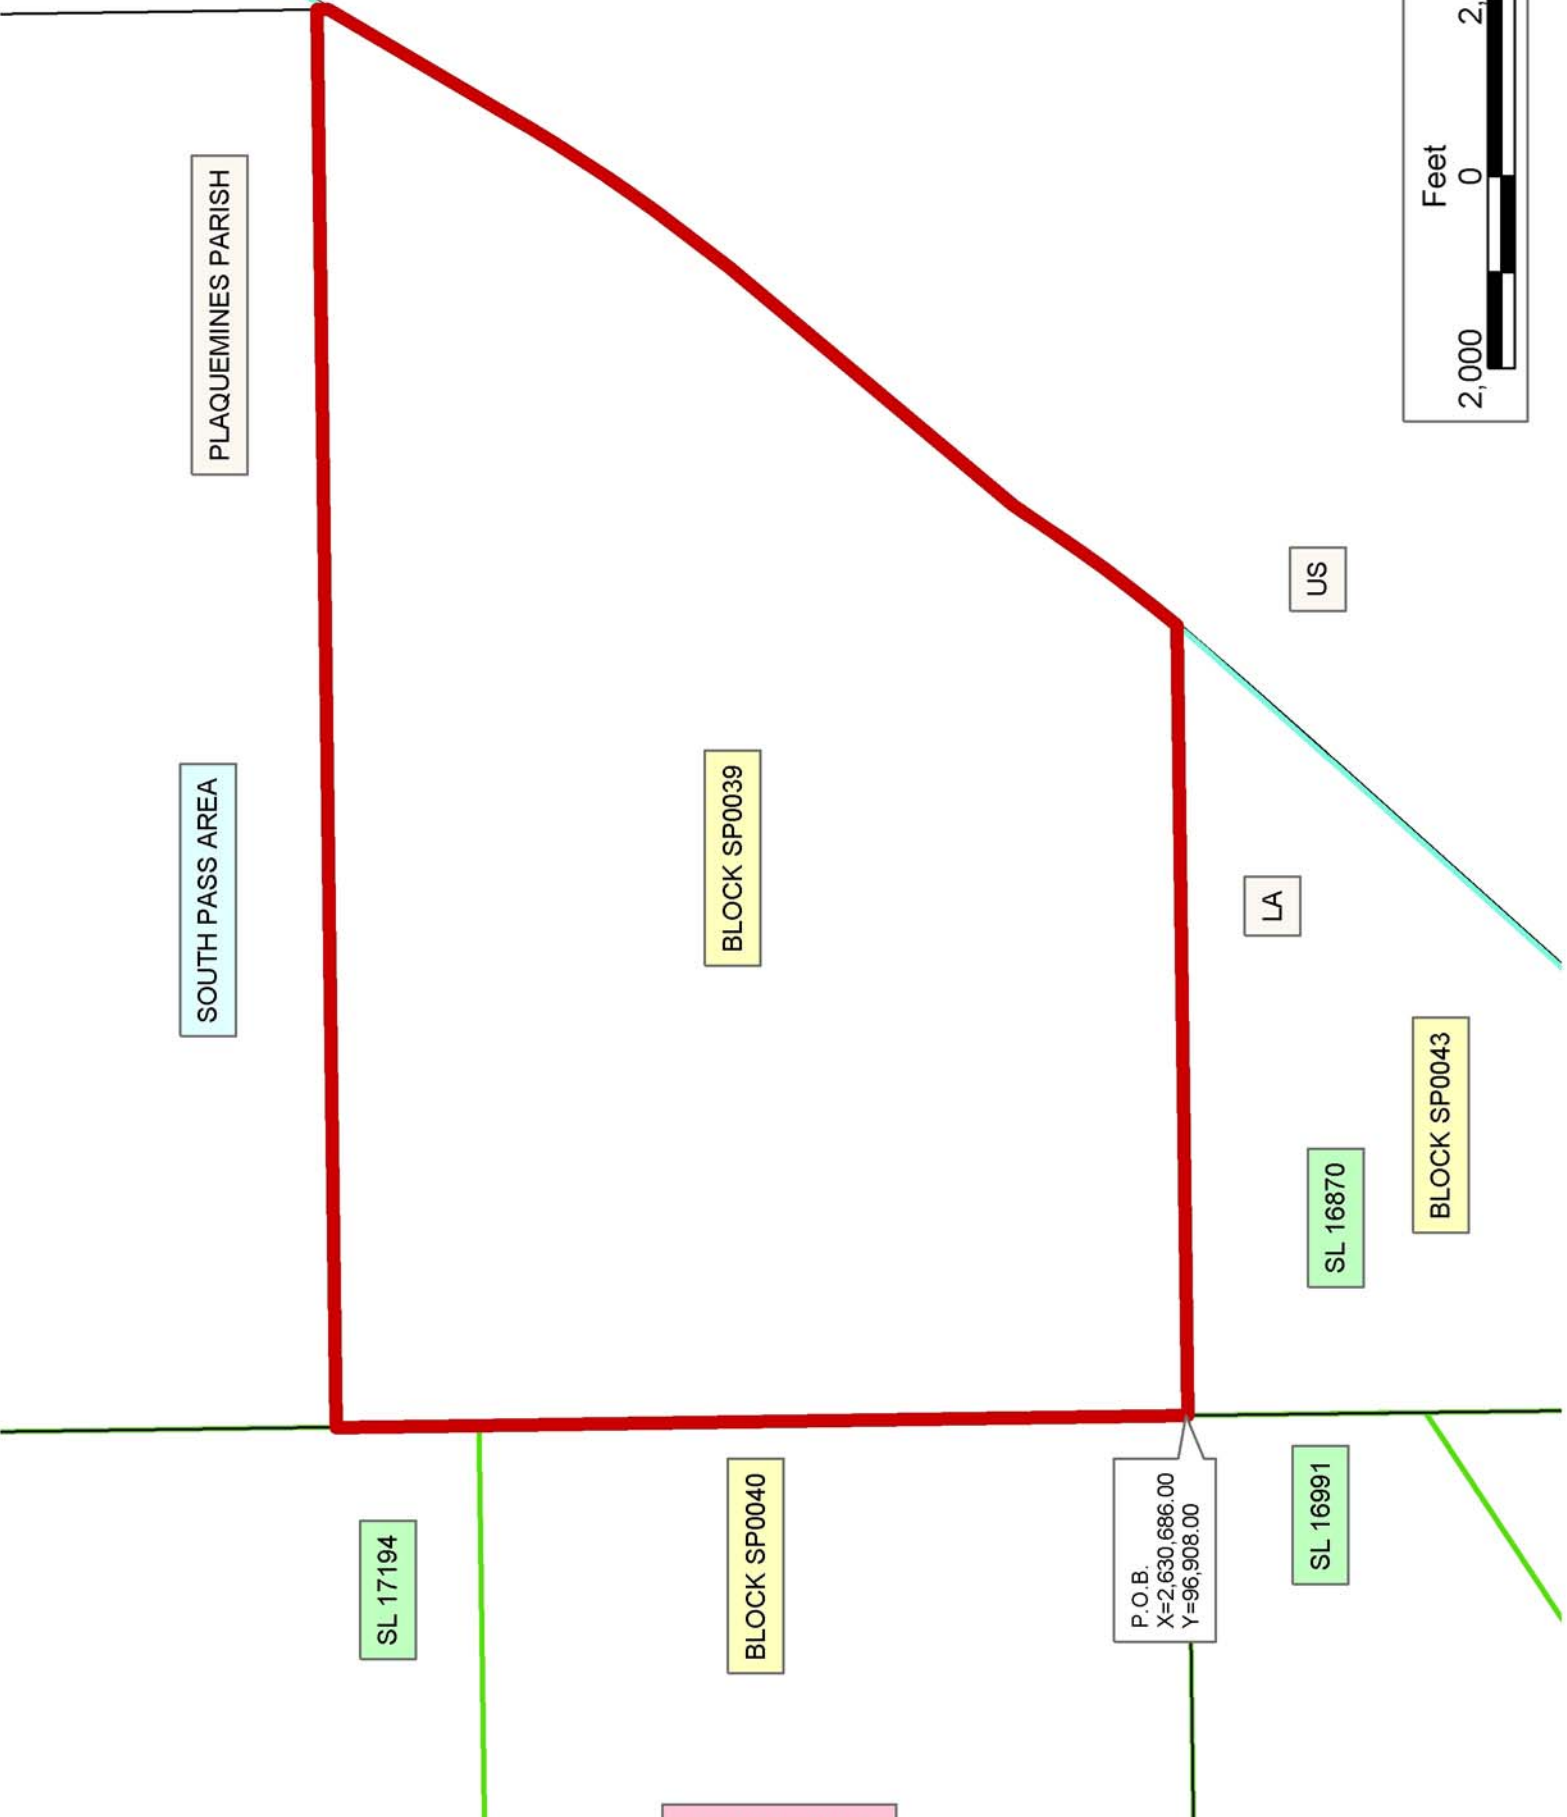 PLAQUEMINES PARISH
SOUTH PASS AREA
BLOCK SP0039
US
LA
SL 16870
BLOCK SP0043
SL 17194
BLOCK SP0040
P.O.B.
X=2,630,686.00
Y=96,908.00
SL 16991
Feet
2,000 0 2,